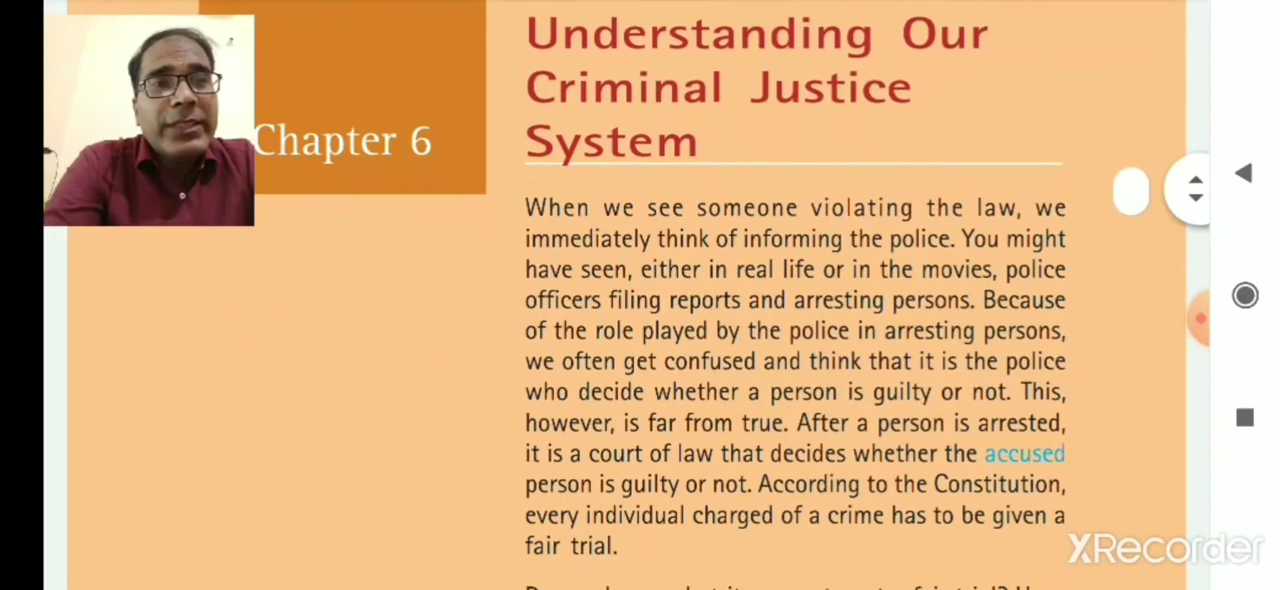 Understanding Our
Criminal Justice
System
Chapter 6
When we see someone violating the law, we
immediately think of informing the police. You might
have seen, either in real life or in the movies, police
officers filing reports and arresting persons. Because
of the role played by the police in arresting persons,
we often get confused and think that it is the police
who decide whether a person is guilty or not. This,
however, is far from true. After a person is arrested,
it is a court of law that decides whether the accused
person is guilty or not. According to the Constitution,
every individual charged of a crime has to be given a
fair trial.
XRecorder